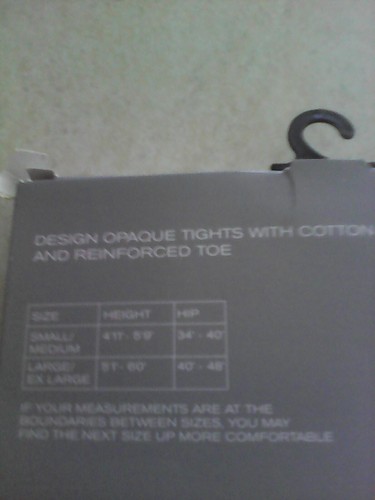 DESIGN OPAQUE TIGHTS WITH COTTON
AND REINFORCED TOE
SIZE HEIGHT HIP
SMALL/ MEDIUM 4'11" - 5'9" 34" - 40"
LARGE/ EX LARGE 5'1" - 6'0" 40" - 48"
IF YOUR MEASUREMENTS ARE AT THE
BOUNDARIES BETWEEN SIZES, YOU MAY
FIND THE NEXT SIZE UP MORE COMFORTABLE